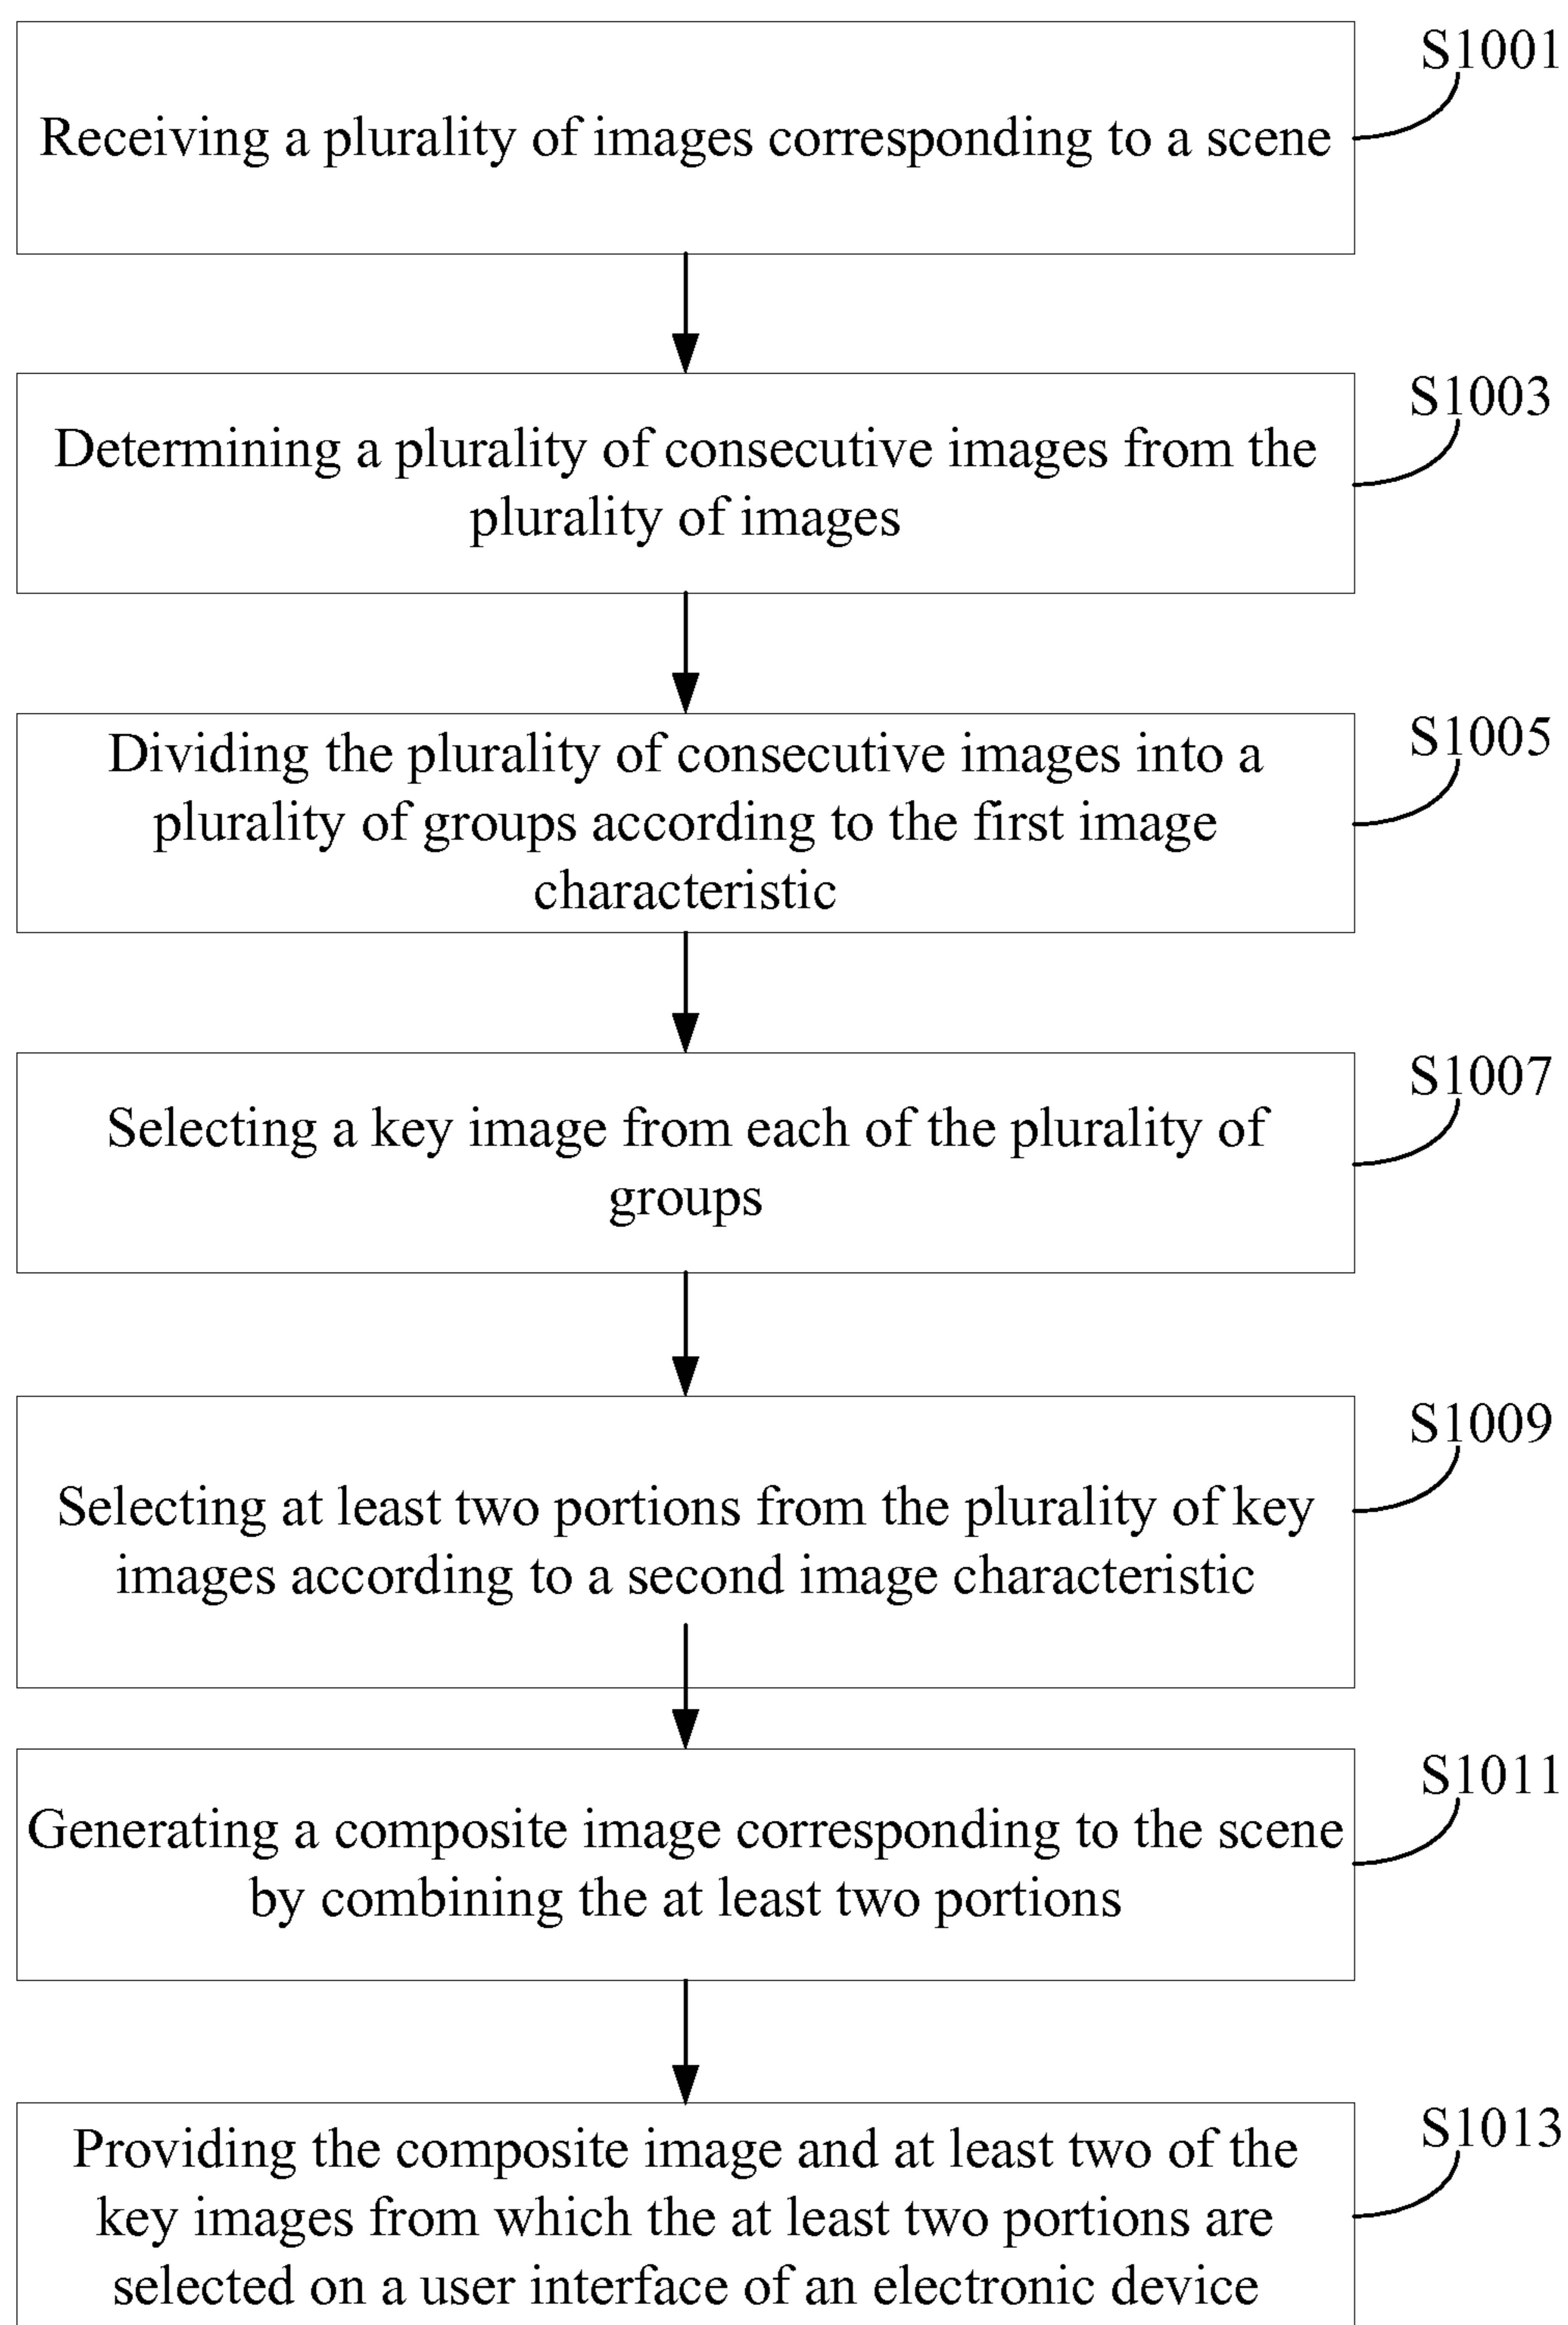 S1001
Receiving a plurality of images corresponding to a scene
S1003
Determining a plurality of consecutive images from the
plurality of images
S1005
Dividing the plurality of consecutive images into a
plurality of groups according to the first image
characteristic
S1007
Selecting a key image from each of the plurality of
groups
S1009
Selecting at least two portions from the plurality of key
images according to a second image characteristic
S1011
Generating a composite image corresponding to the scene
by combining the at least two portions
S1013
Providing the composite image and at least two of the
key images from which the at least two portions are
selected on a user interface of an electronic device